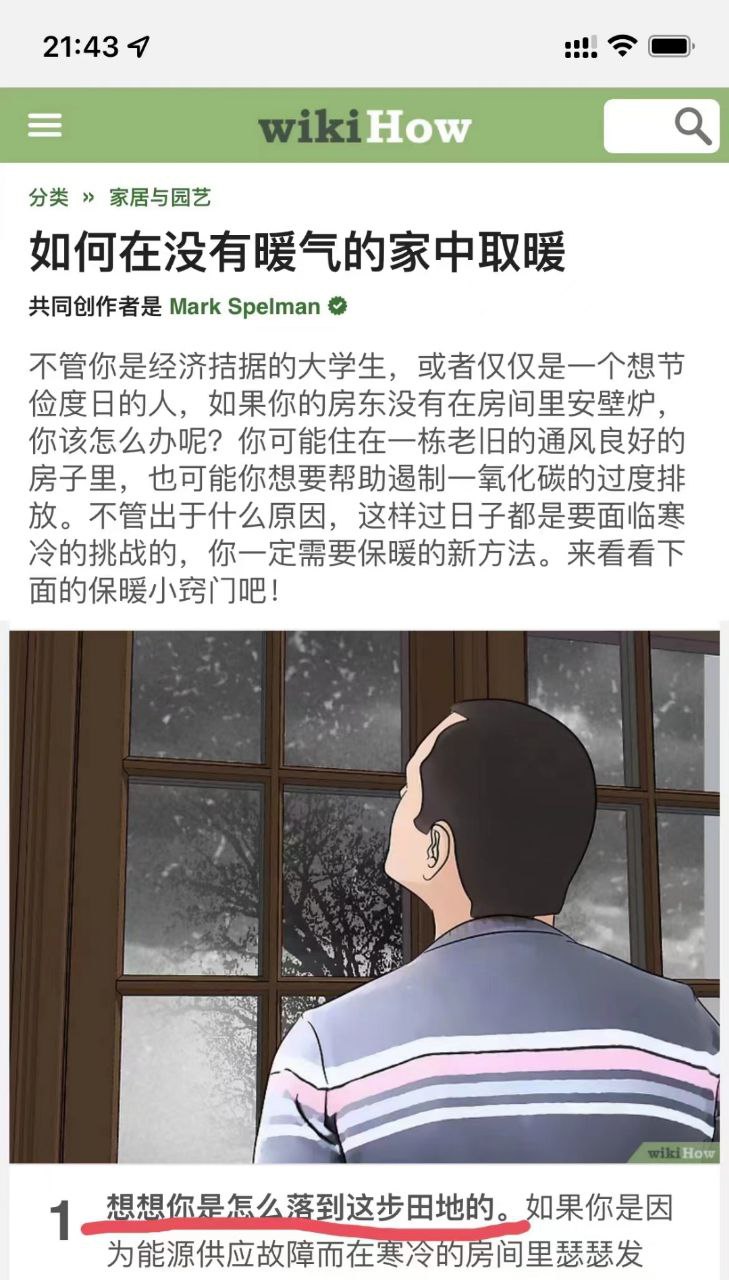 21:43
wikiHow
分类 » 家居与园艺
如何在没有暖气的家中取暖
共同创作者是 Mark Spelman
不管你是经济拮据的大学生，或者仅仅是一个想节
俭度日的人，如果你的房东没有在房间里安壁炉，
你该怎么办呢？你可能住在一栋老旧的通风良好的
房子里，也可能你想要帮助遏制一氧化碳的过度排
放。不管出于什么原因，这样过日子都是要面临寒
冷的挑战的，你一定需要保暖的新方法。来看看下
面的保暖小窍门吧！
wikiHow
1 想想你是怎么落到这步田地的。如果你是因
为能源供应故障而在寒冷的房间里瑟瑟发